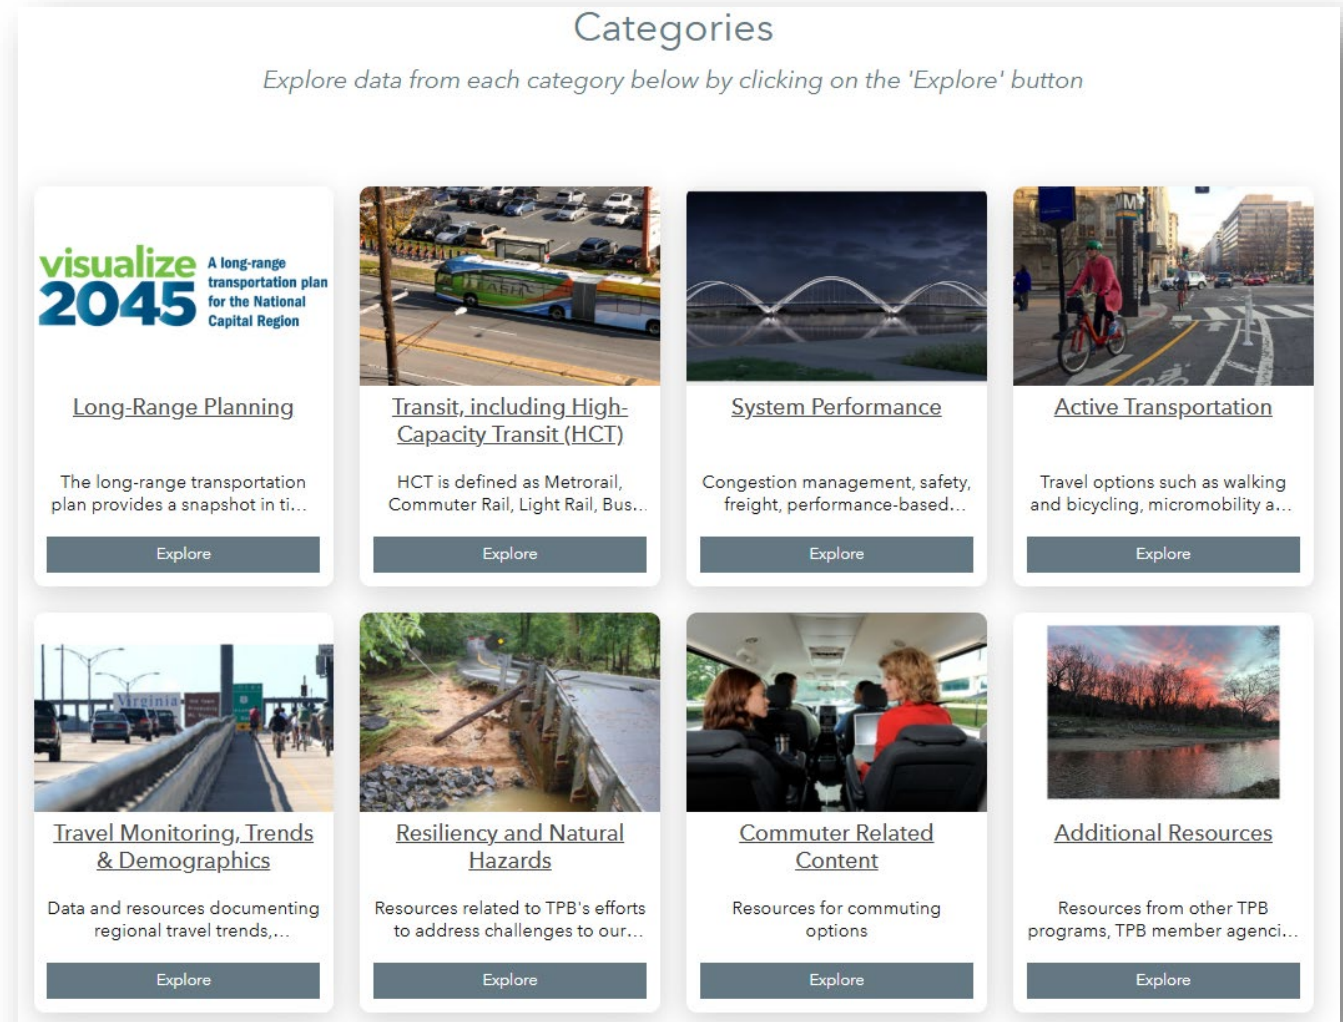 Categories
Explore data from each category below by clicking on the 'Explore' button
visualize
2045
A long-range
transportation plan
for the National
Capital Region
Long-Range Planning
The long-range transportation
plan provides a snapshot in ti...
Explore
Transit, including High-
Capacity Transit (HCT)
HCT is defined as Metrorail,
Commuter Rail, Light Rail, Bus...
Explore
M
System Performance
Congestion management, safety,
freight, performance-based...
Explore
Active Transportation
Travel options such as walking
and bicycling, micromobility a...
Explore
Virginia
Travel Monitoring, Trends
& Demographics
Data and resources documenting
regional travel trends,...
Explore
Resiliency and Natural
Hazards
Resources related to TPB's efforts
to address challenges to our...
Explore
Commuter Related
Content
Resources for commuting
options
Explore
Additional Resources
Resources from other TPB
programs, TPB member agenci...
Explore